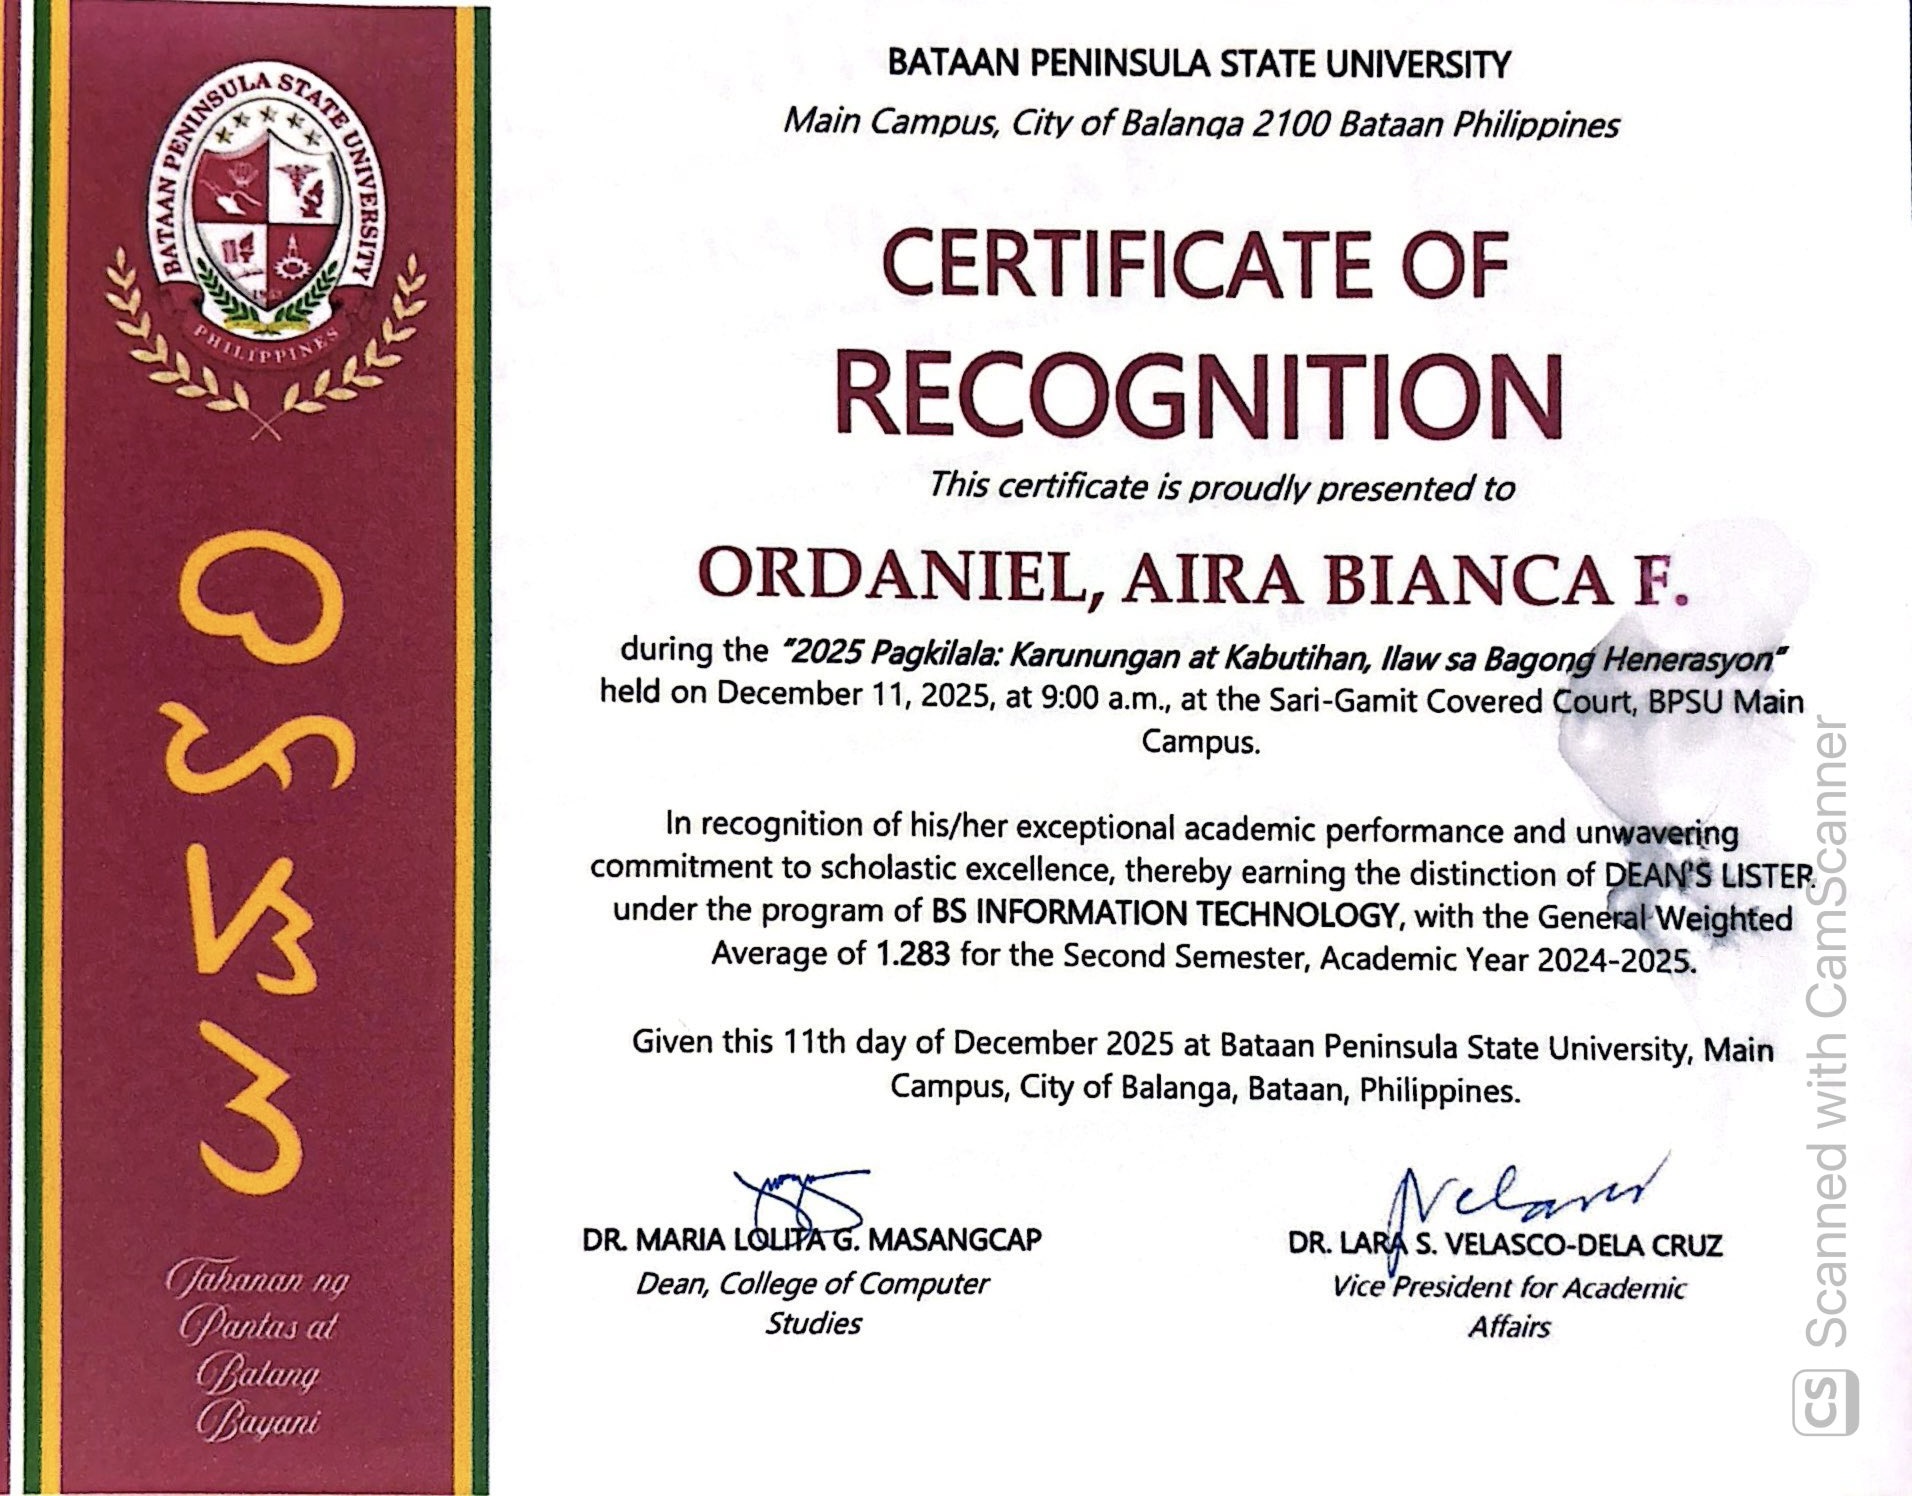 BATAAN PENINSULA STATE UNIVERSITY
PHILIPPINES
ᜊ
ᜎ
ᜏ᜔
ᜑ
Tahanan ng
Pantas at
Batang
Bayani
BATAAN PENINSULA STATE UNIVERSITY
Main Campus, City of Balanga 2100 Bataan Philippines
CERTIFICATE OF
RECOGNITION
This certificate is proudly presented to
ORDANIEL, AIRA BIANCA F.
during the "2025 Pagkilala: Karunungan at Kabutihan, Ilaw sa Bagong Henerasyon"
held on December 11, 2025, at 9:00 a.m., at the Sari-Gamit Covered Court, BPSU Main
Campus.
In recognition of his/her exceptional academic performance and unwavering
commitment to scholastic excellence, thereby earning the distinction of DEAN'S LISTER
under the program of BS INFORMATION TECHNOLOGY, with the General Weighted
Average of 1.283 for the Second Semester, Academic Year 2024-2025.
Given this 11th day of December 2025 at Bataan Peninsula State University, Main
Campus, City of Balanga, Bataan, Philippines.
DR. MARIA LOLITA G. MASANGCAP
Dean, College of Computer
Studies
DR. LARA S. VELASCO-DELA CRUZ
Vice President for Academic
Affairs
CS Scanned with CamScanner